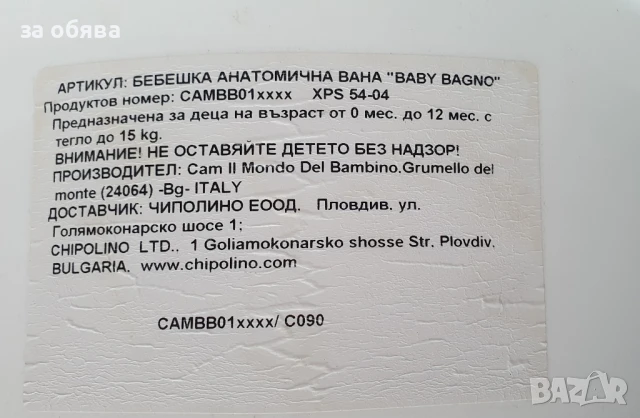 за обява
АРТИКУЛ: БЕБЕШКА АНАТОМИЧНА ВАНА "BABY BAGNO"
Продуктов номер: CAMBB01xxxx XPS 54-04
Предназначена за деца на възраст от 0 мес. до 12 мес. с
тегло до 15 kg.
ВНИМАНИЕ! НЕ ОСТАВЯЙТЕ ДЕТЕТО БЕЗ НАДЗОР!
ПРОИЗВОДИТЕЛ: Cam Il Mondo Del Bambino.Grumello del
monte (24064) -Bg- ITALY
ДОСТАВЧИК: ЧИПОЛИНО ЕООД. Пловдив. ул.
Голямоконарско шосе 1;
CHIPOLINO LTD., 1 Goliamokonarsko shosse Str. Plovdiv.
BULGARIA. www.chipolino.com
CAMBB01xxxx/ C090
BAZAR